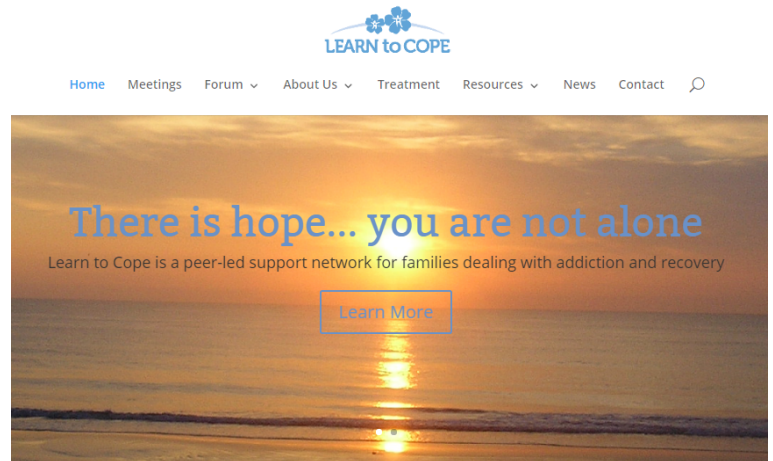 LEARN to COPE
Home Meetings Forum About Us Treatment Resources News Contact
There is hope... you are not alone
Learn to Cope is a peer-led support network for families dealing with addiction and recovery
Learn More